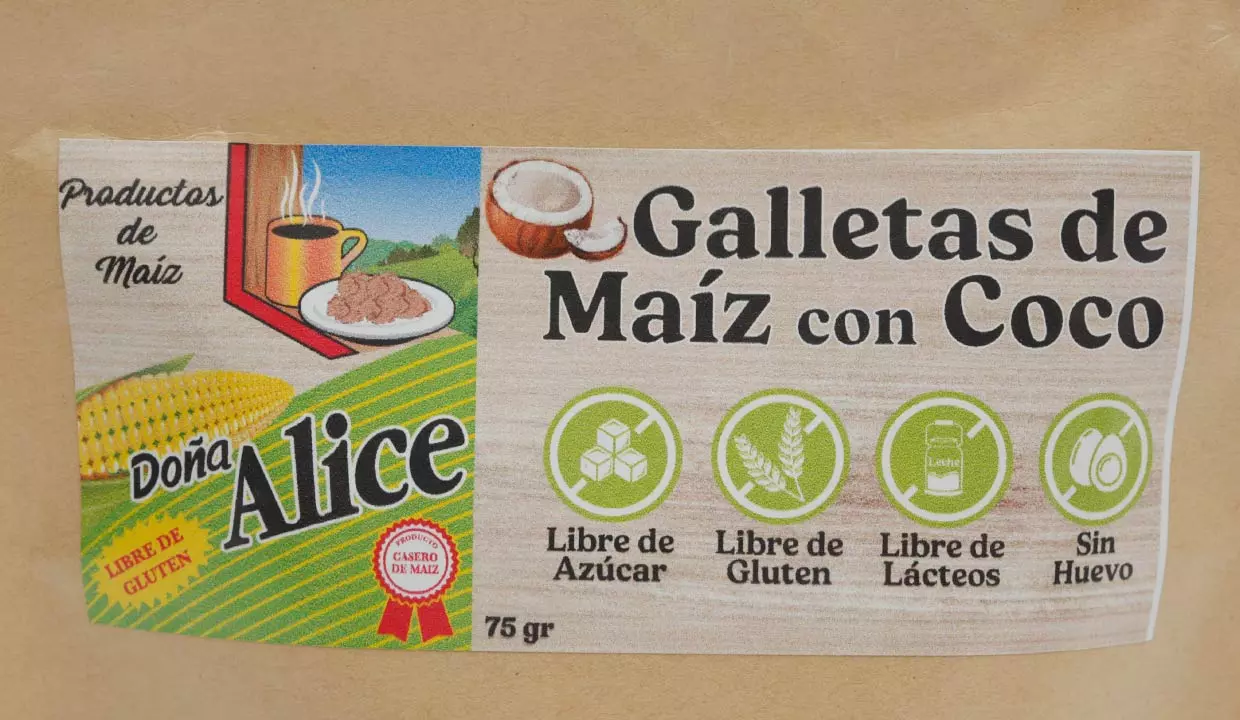 Productos
de
Maíz
Doña
Alice
LIBRE DE
GLUTEN
PRODUCTO
CASERO
DE MAIZ
Galletas de
Maíz con Coco
Leche
Libre de
Azúcar
Libre de
Gluten
Libre de
Lácteos
Sin
Huevo
75 gr